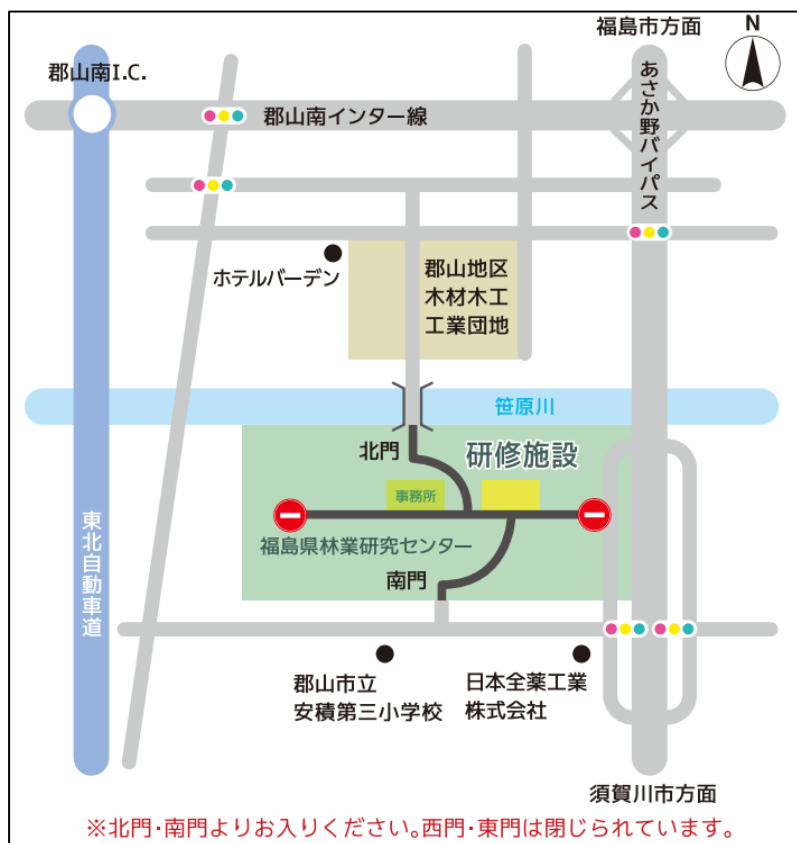 福島市方面
N
郡山南I.C.
郡山南インター線
あさか野バイパス
ホテルバーデン
郡山地区
木材木工
工業団地
笹原川
北門
研修施設
事務所
福島県林業研究センター
南門
東北自動車道
郡山市立
安積第三小学校
日本全薬工業
株式会社
須賀川市方面
※北門・南門よりお入りください。西門・東門は閉じられています。